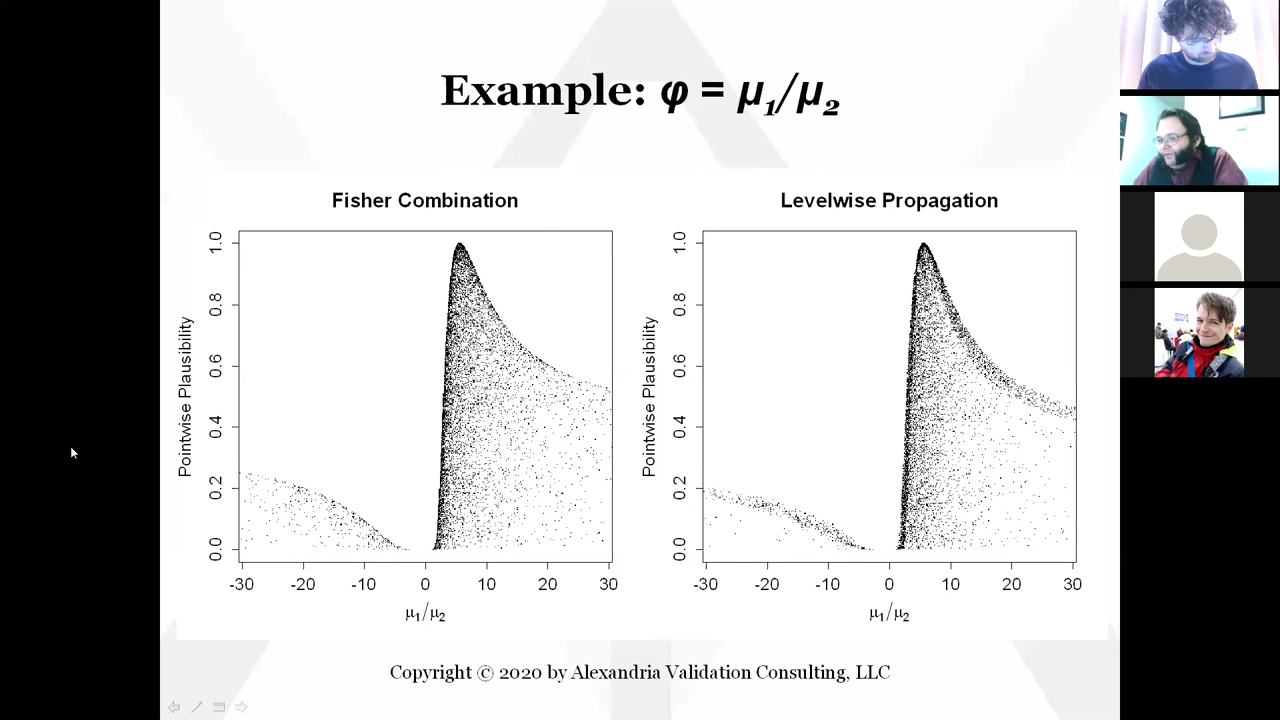 Example: φ = μ₁/μ₂
Fisher Combination
Pointwise Plausibility
1.0
0.8
0.6
0.4
0.2
0.0
-30 -20 -10 0 10 20 30
μ₁/μ₂
Levelwise Propagation
Pointwise Plausibility
1.0
0.8
0.6
0.4
0.2
0.0
-30 -20 -10 0 10 20 30
μ₁/μ₂
Copyright © 2020 by Alexandria Validation Consulting, LLC